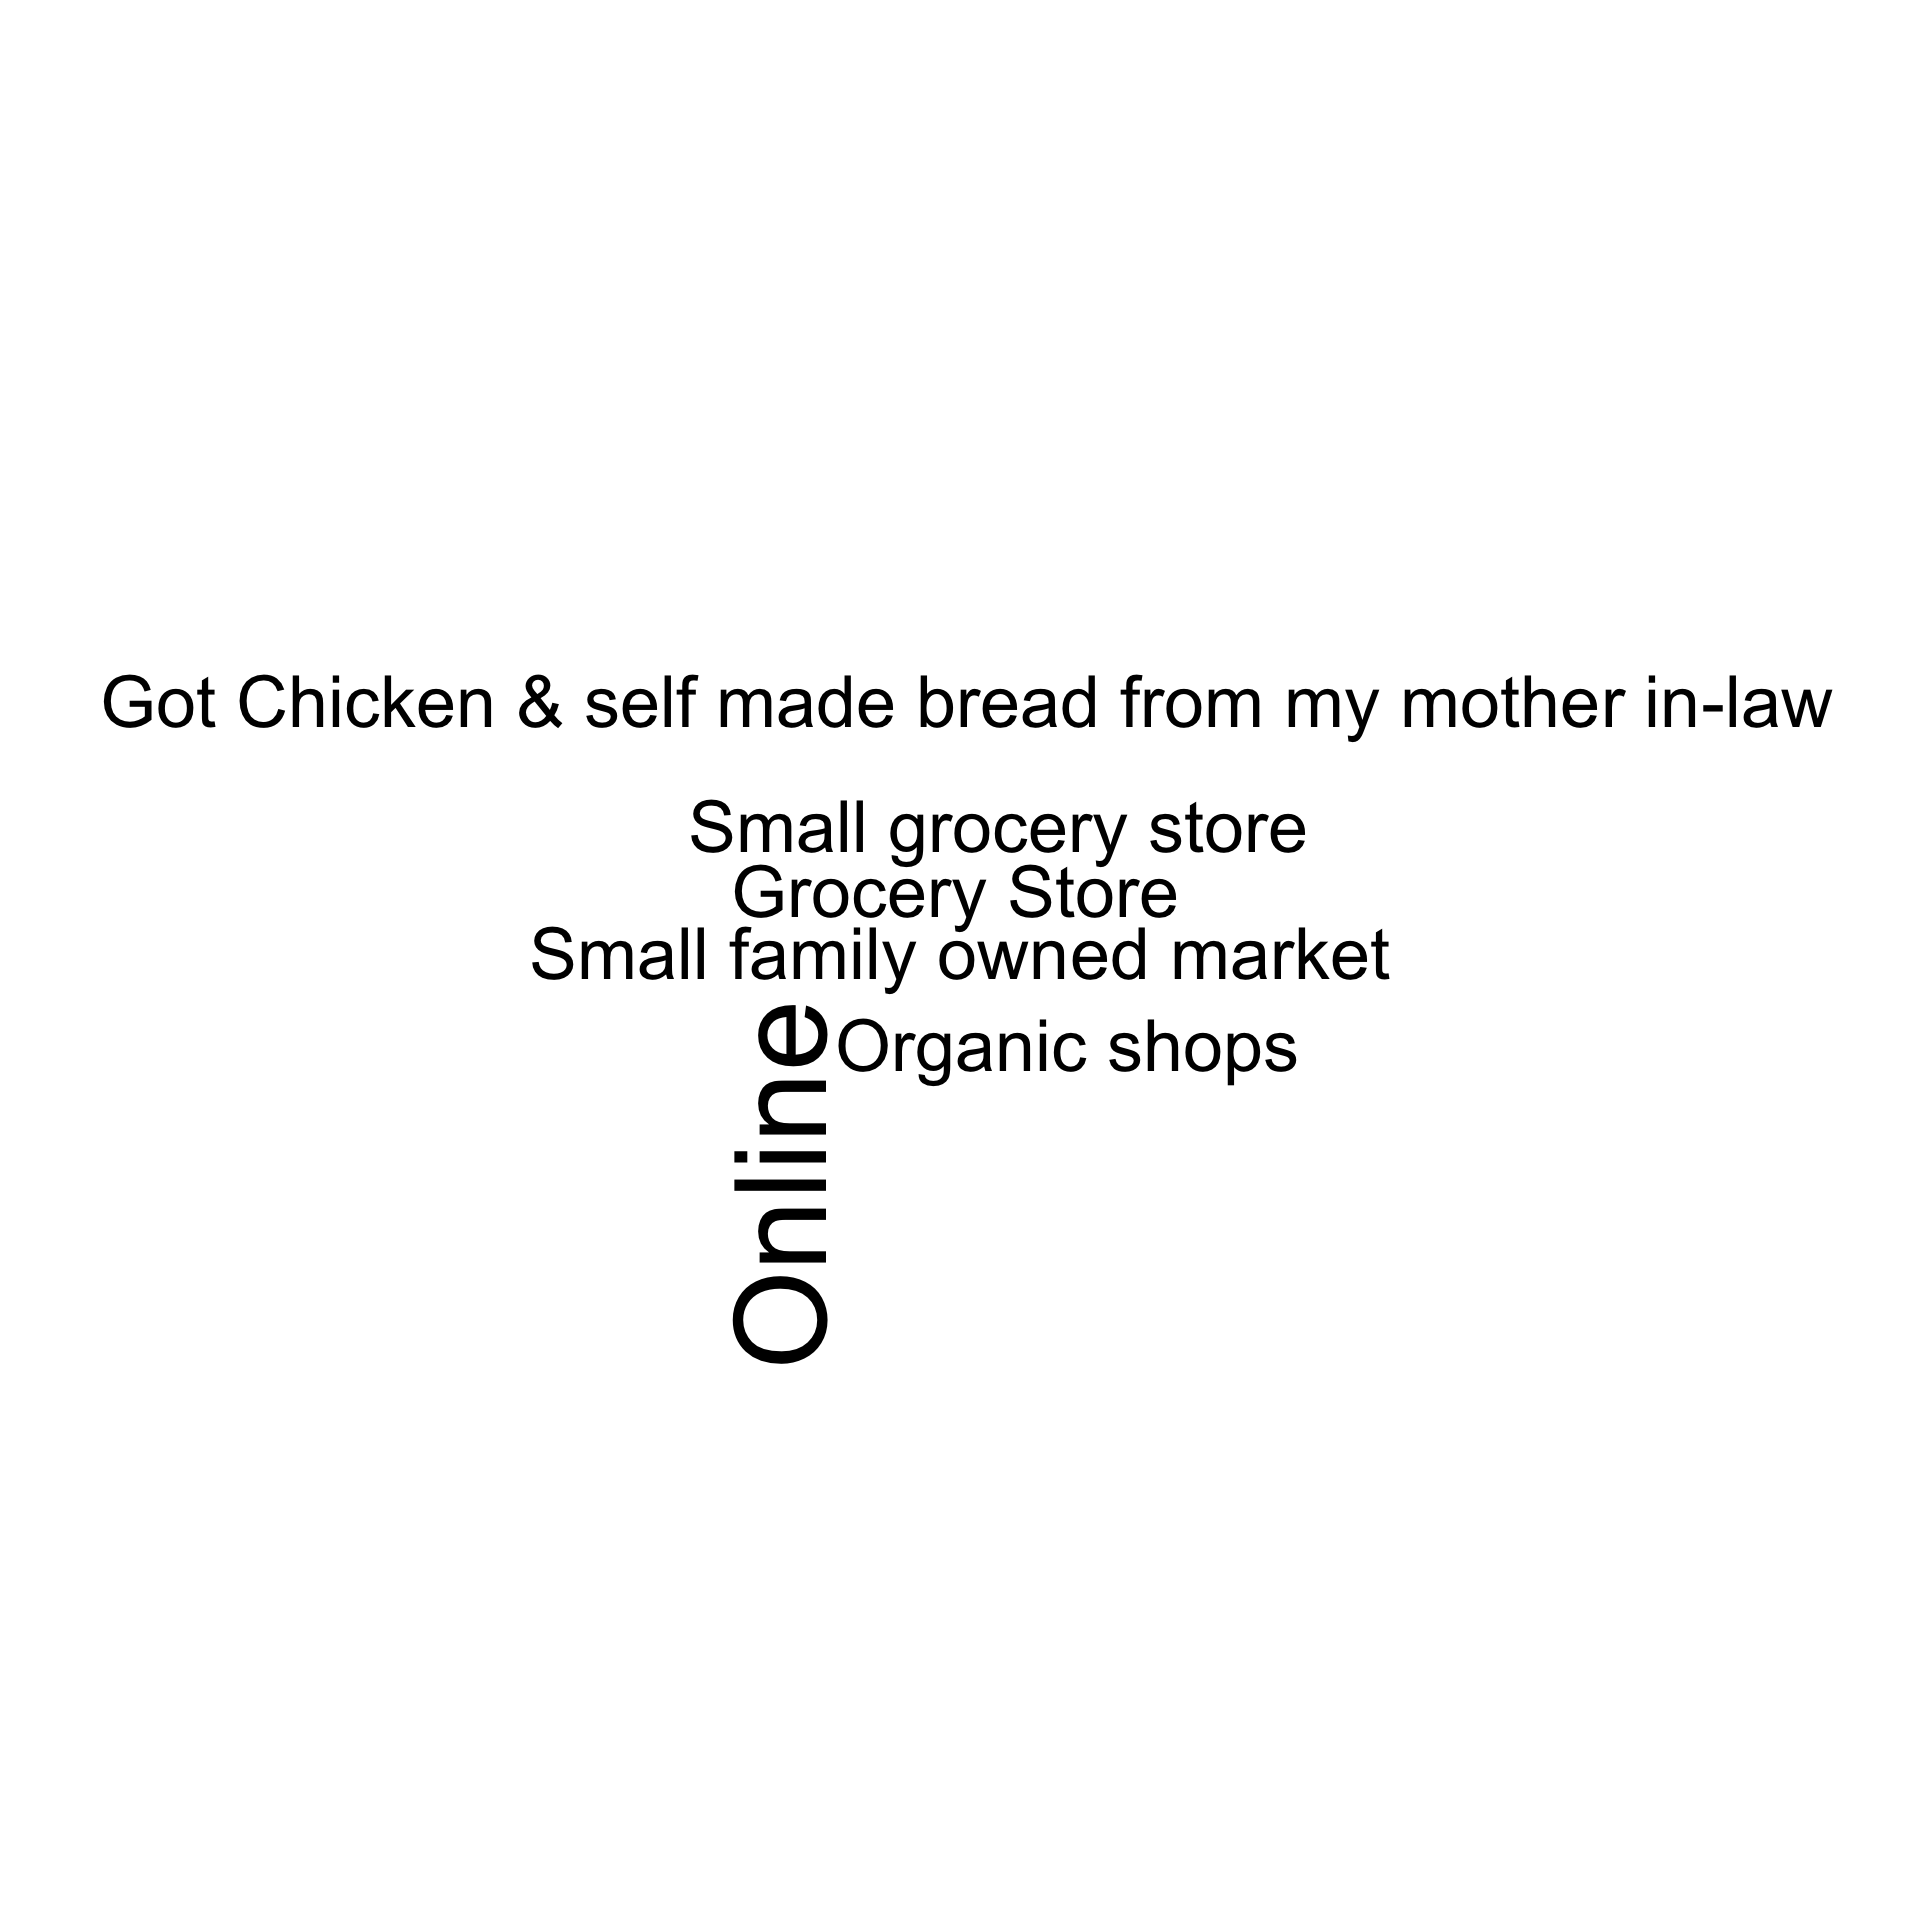 Got Chicken & self made bread from my mother in-law
Small grocery store
Grocery Store
Small family owned market
Online
Organic shops